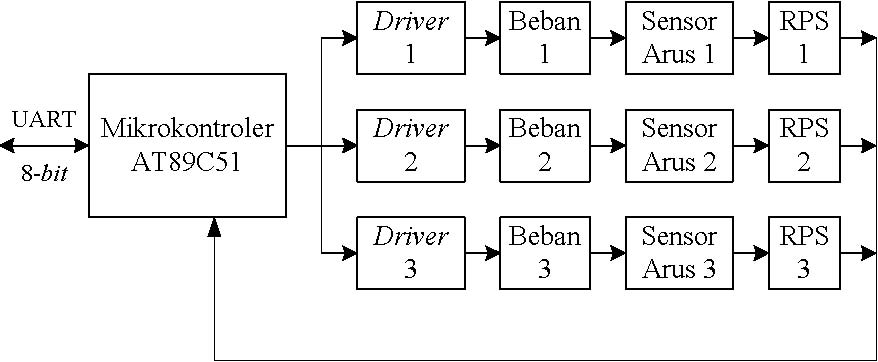 UART
8-bit
Mikrokontroler
AT89C51
Driver
1
Beban
1
Sensor
Arus 1
RPS
1
Driver
2
Beban
2
Sensor
Arus 2
RPS
2
Driver
3
Beban
3
Sensor
Arus 3
RPS
3